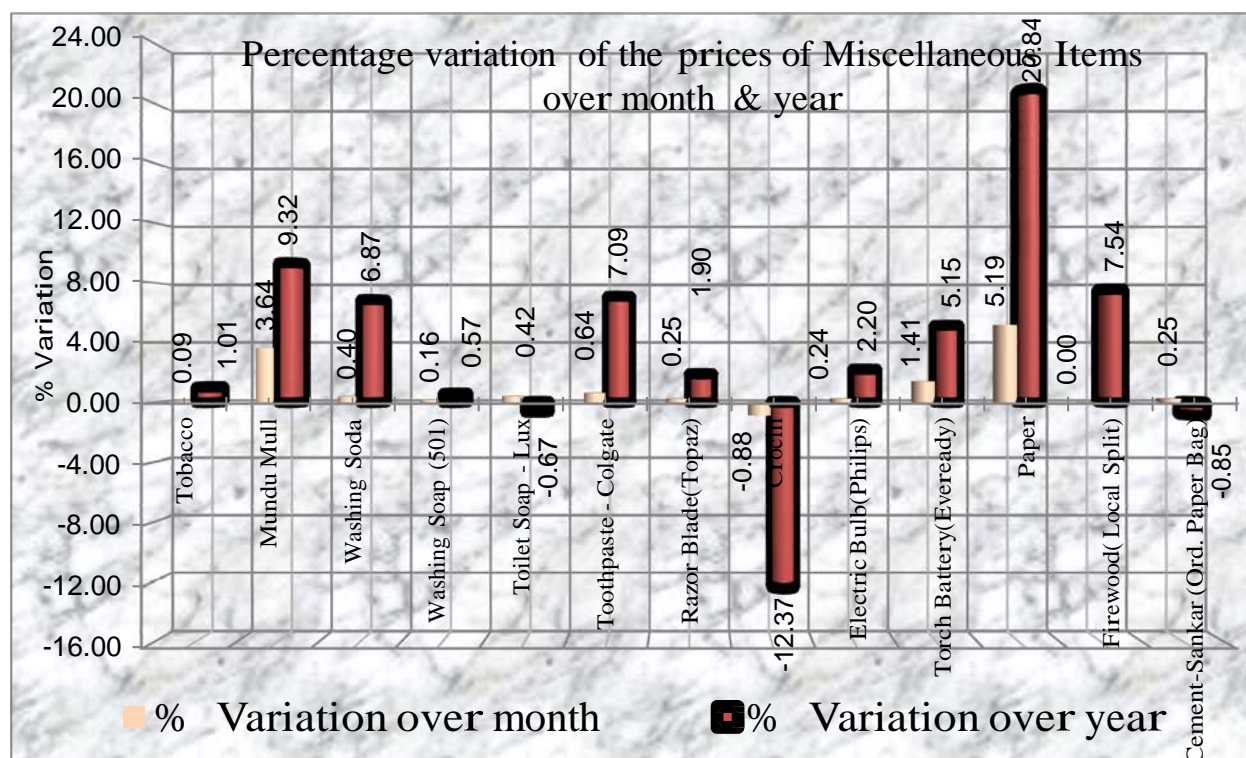 Percentage variation of the prices of Miscellaneous Items
over month & year
24.00
20.00
16.00
12.00
8.00
4.00
0.00
-4.00
-8.00
-12.00
-16.00
% Variation
0.09
1.01
3.64
9.32
0.40
6.87
0.16
0.57
0.42
-0.67
0.64
7.09
0.25
1.90
-0.88
-12.37
0.24
2.20
1.41
5.15
5.19
20.84
0.00
7.54
0.25
-0.85
Tobacco
Mundu Mull
Washing Soda
Washing Soap (501)
Toilet Soap - Lux
Toothpaste - Colgate
Razor Blade(Topaz)
Crocin
Electric Bulb(Philips)
Torch Battery(Eveready)
Paper
Firewood( Local Split)
Cement-Sankar (Ord. Paper Bag)
% Variation over month
% Variation over year